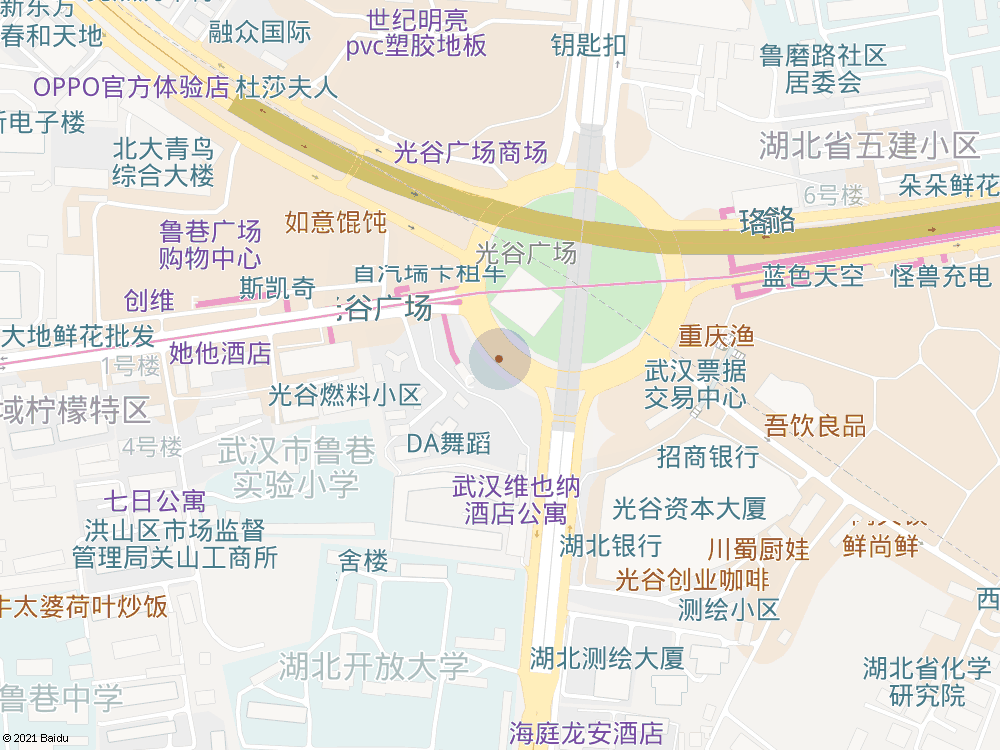 新东方
春和天地
融众国际
世纪明亮
pvc塑胶地板
钥匙扣
鲁磨路社区
居委会
OPPO官方体验店
杜莎夫人
新电子楼
北大青鸟
综合大楼
光谷广场商场
湖北省五建小区
6号楼
朵朵鲜花
鲁巷广场
购物中心
如意馄饨
光谷广场
珞
路
蓝色天空
怪兽充电
斯凯奇
创维
谷广场
大地鲜花批发
1号楼
她他酒店
重庆渔
武汉票据
交易中心
光谷燃料小区
域柠檬特区
4号楼
武汉市鲁巷
实验小学
DA舞蹈
吾饮良品
招商银行
七日公寓
武汉维也纳
酒店公寓
光谷资本大厦
洪山区市场监督
管理局关山工商所
舍楼
湖北银行
川蜀厨娃
鲜尚鲜
光谷创业咖啡
牛太婆荷叶炒饭
测绘小区
西
湖北开放大学
湖北测绘大厦
湖北省化学
研究院
鲁巷中学
海庭龙安酒店
© 2021 Baidu